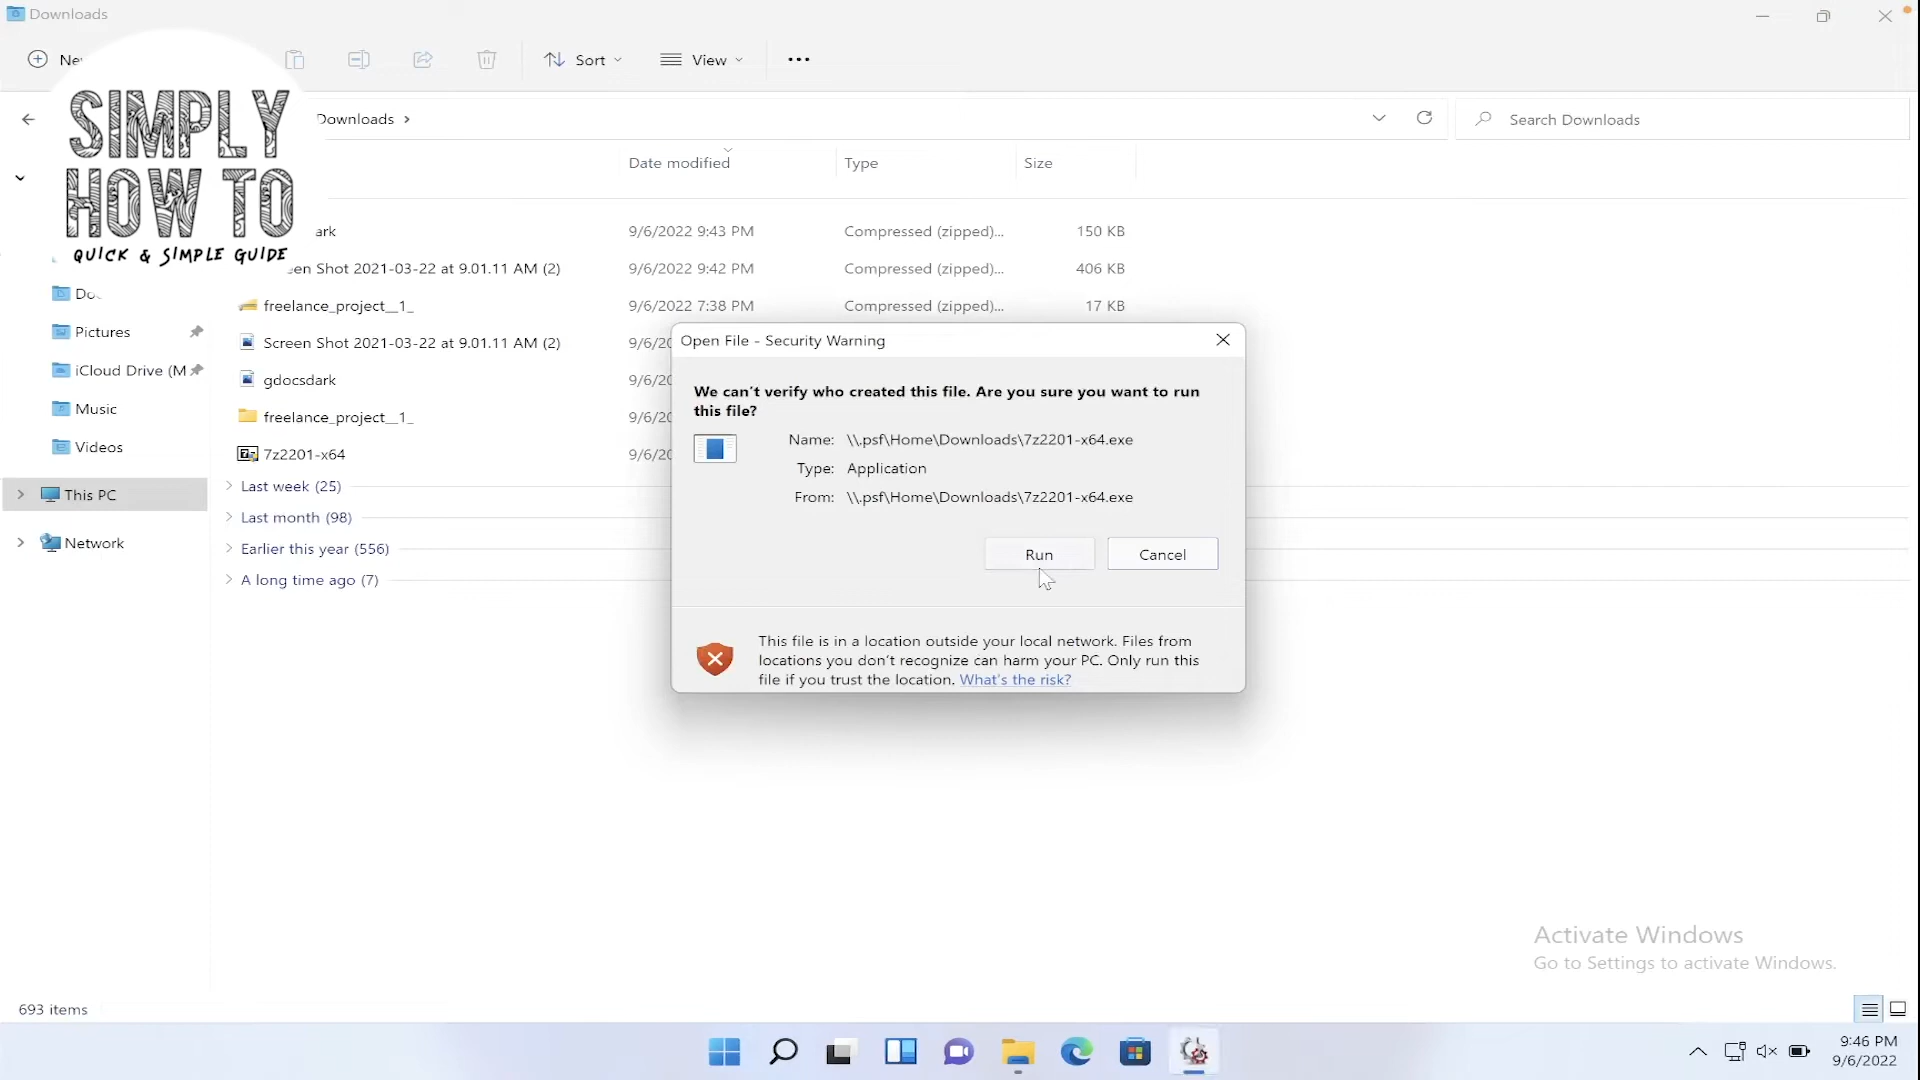 Downloads
Sort
View
SIMPLY
HOW TO
QUICK & SIMPLE GUIDE
Downloads
Search Downloads
Date modified
Type
Size
9/6/2022 9:43 PM
Compressed (zipped)...
150 KB
Shot 2021-03-22 at 9.01.11 AM (2)
9/6/2022 9:42 PM
Compressed (zipped)...
406 KB
freelance_project__1_
9/6/2022 7:38 PM
Compressed (zipped)...
17 KB
Pictures
Screen Shot 2021-03-22 at 9.01.11 AM (2)
iCloud Drive (M
gdocsdark
Music
freelance_project__1_
Videos
7z2201-x64
This PC
Last week (25)
Last month (98)
Network
Earlier this year (556)
A long time ago (7)
Open File - Security Warning
We can't verify who created this file. Are you sure you want to run
this file?
Name: \\.psf\Home\Downloads\7z2201-x64.exe
Type: Application
From: \\.psf\Home\Downloads\7z2201-x64.exe
Run
Cancel
This file is in a location outside your local network. Files from
locations you don't recognize can harm your PC. Only run this
file if you trust the location. What's the risk?
Activate Windows
Go to Settings to activate Windows.
693 items
9:46 PM
9/6/2022